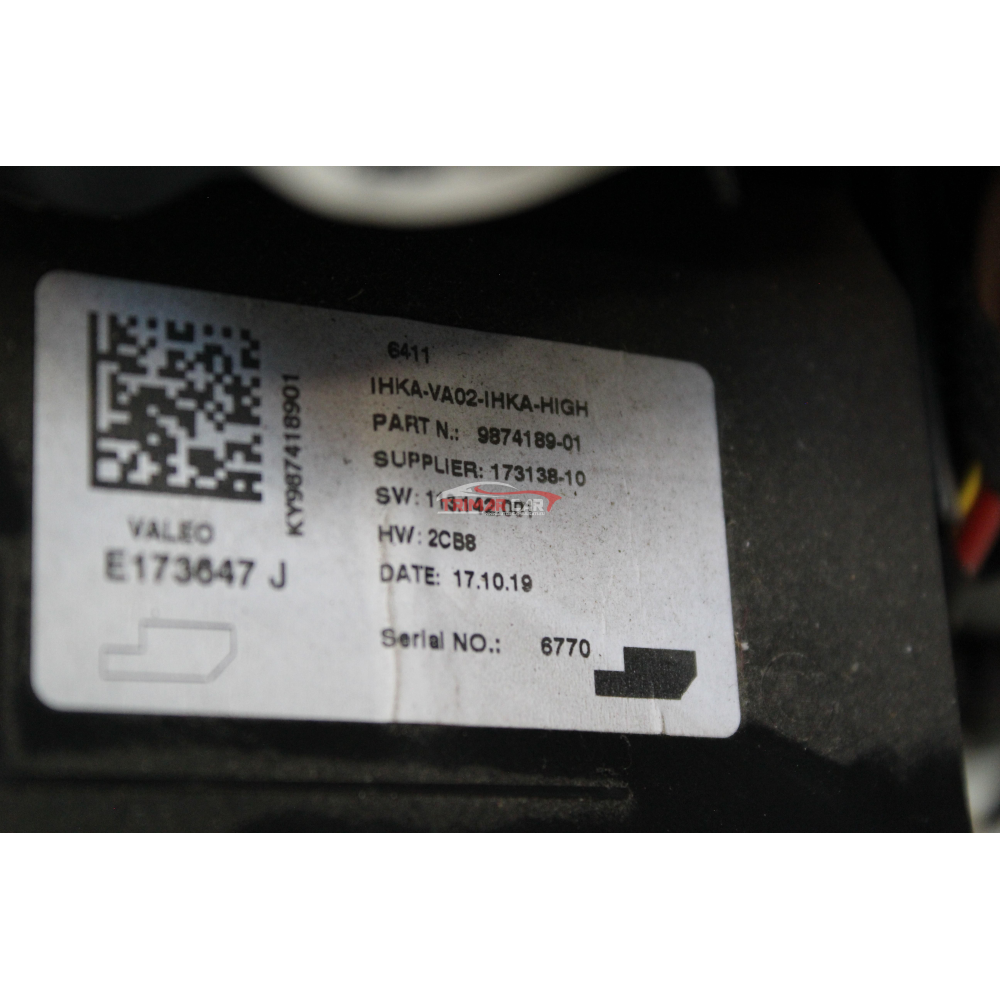 6411
IHKA-VA02-IHKA-HIGH
PART N.: 9874189-01
SUPPLIER: 173138-10
SW:
HW: 2CB8
DATE: 17.10.19
Serial NO.: 6770
KY987418901
VALEO
E173647 J